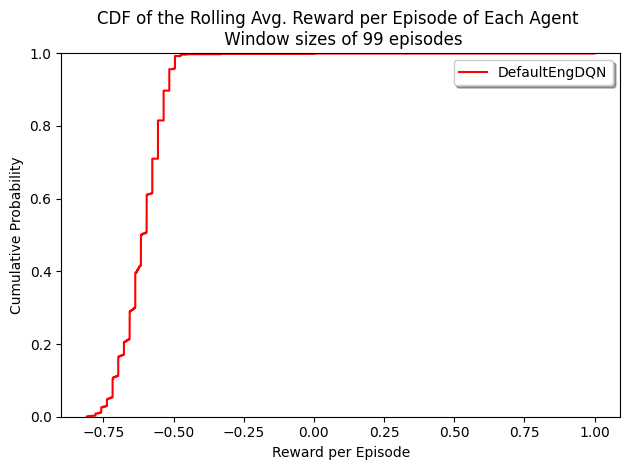 CDF of the Rolling Avg. Reward per Episode of Each Agent
Window sizes of 99 episodes
DefaultEngDQN
Cumulative Probability
1.0
0.8
0.6
0.4
0.2
0.0
−0.75 −0.50 −0.25 0.00 0.25 0.50 0.75 1.00
Reward per Episode